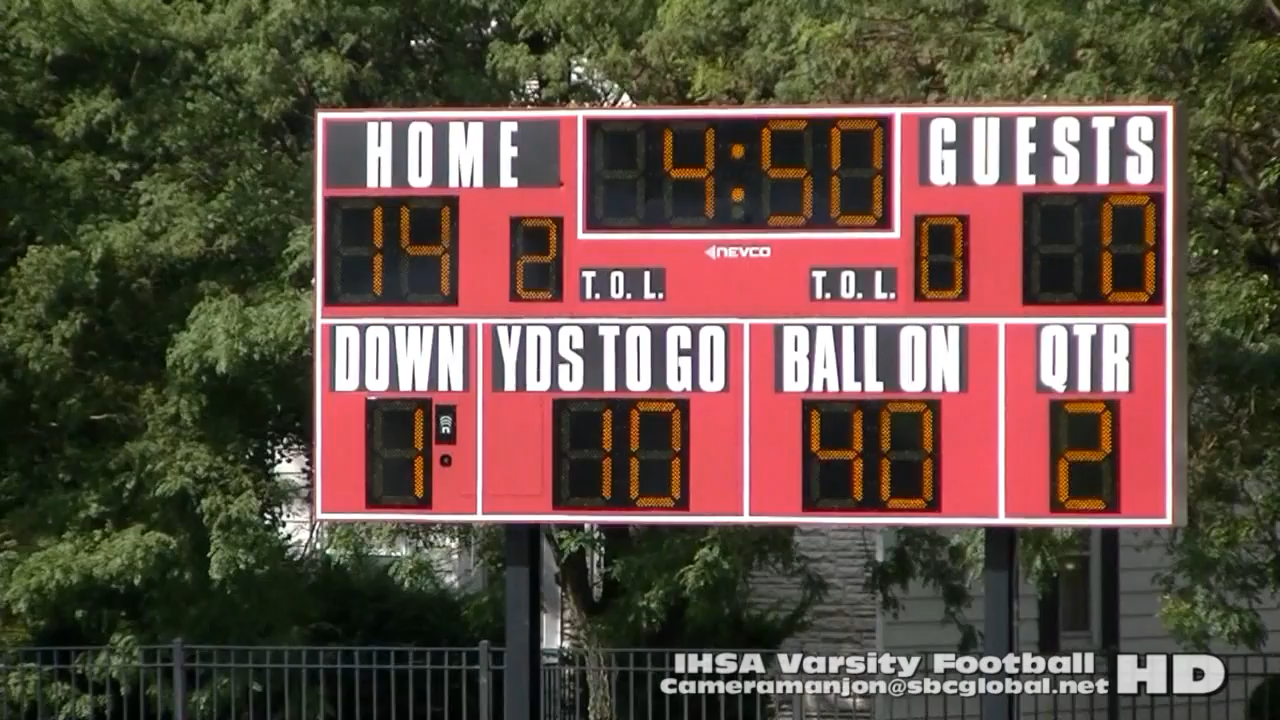 HOME 4:50 GUESTS
14 2 T.O.L. NEVCO T.O.L. 0 0
DOWN YDS TO GO BALL ON QTR
1 10 40 2
IHSA Varsity Football HD
Cameramanjon@sbcglobal.net